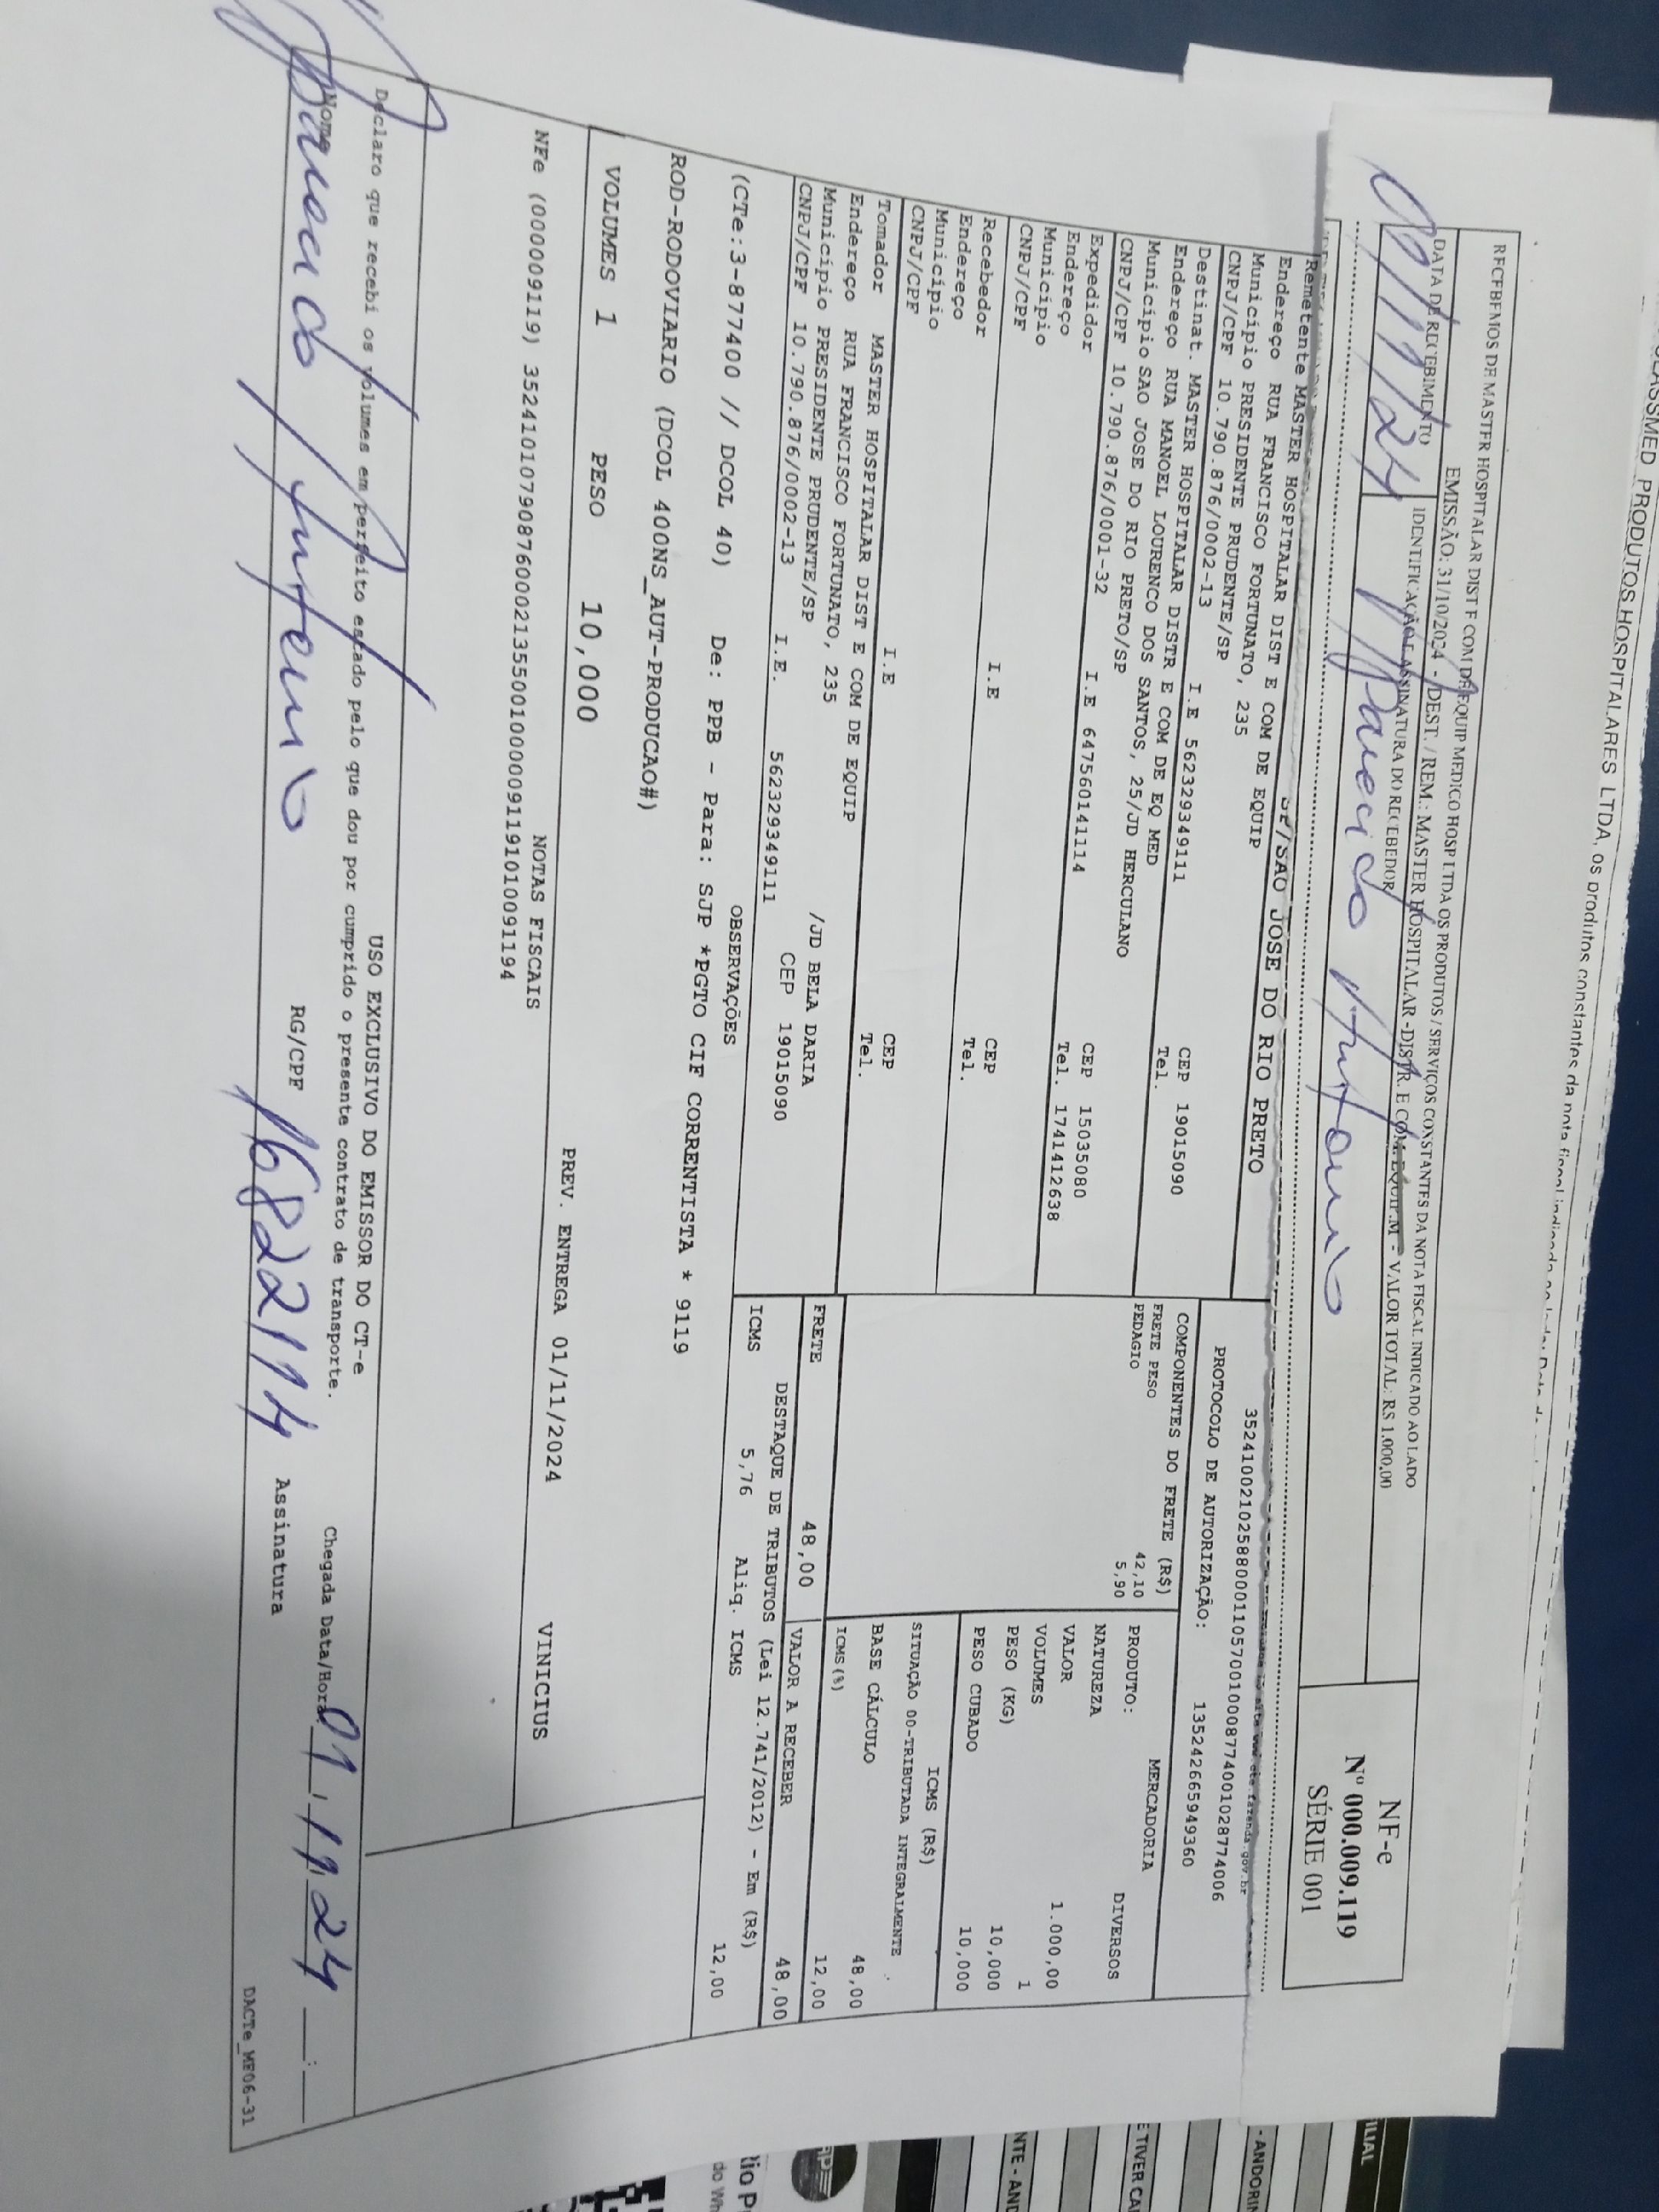 CLASSMED PRODUTOS HOSPITALARES LTDA, os produtos constantes da nota fiscal indicada ao lado:
RECEBEMOS DE MASTER HOSPITALAR DIST E COM DE EQUIP MEDICO HOSP LTDA OS PRODUTOS / SERVIÇOS CONSTANTES DA NOTA FISCAL INDICADO AO LADO
EMISSÃO: 31/10/2024 - DEST. / REM.: MASTER HOSPITALAR -DISTR. E COM. EQUIP.M - VALOR TOTAL: R$ 1.000,00
DATA DE RECEBIMENTO
IDENTIFICAÇÃO E ASSINATURA DO RECEBEDOR
01/11/24 Aparecido Antonio
NF-e
Nº 000.009.119
SÉRIE 001
SP/SAO JOSE DO RIO PRETO
35241002102588000110570010008774001028774006
PROTOCOLO DE AUTORIZAÇÃO: 135242665949360
Remetente MASTER HOSPITALAR DIST E COM DE EQUIP
Endereço RUA FRANCISCO FORTUNATO, 235
Município PRESIDENTE PRUDENTE/SP CEP 19015090
CNPJ/CPF 10.790.876/0002-13 I.E 562329349111 Tel.
Destinat. MASTER HOSPITALAR DISTR E COM DE EQ MED
Endereço RUA MANOEL LOURENCO DOS SANTOS, 25/JD HERCULANO
Município SAO JOSE DO RIO PRETO/SP CEP 15035080
CNPJ/CPF 10.790.876/0001-32 I.E 647560141114 Tel. 1741412638
Expedidor
Endereço
Município CEP
CNPJ/CPF I.E Tel.
Recebedor
Endereço
Município CEP
CNPJ/CPF I.E Tel.
Tomador MASTER HOSPITALAR DIST E COM DE EQUIP
Endereço RUA FRANCISCO FORTUNATO, 235 /JD BELA DARIA
Município PRESIDENTE PRUDENTE/SP CEP 19015090
CNPJ/CPF 10.790.876/0002-13 I.E. 562329349111
COMPONENTES DO FRETE (R$)
FRETE PESO 42,10
PEDAGIO 5,90
FRETE 48,00
MERCADORIA
PRODUTO: DIVERSOS
NATUREZA
VALOR 1.000,00
VOLUMES 1
PESO (KG) 10,000
PESO CUBADO 10,000
ICMS (R$)
SITUAÇÃO 00-TRIBUTADA INTEGRALMENTE
BASE CÁLCULO 48,00
ICMS (%) 12,00
VALOR A RECEBER 48,00
DESTAQUE DE TRIBUTOS (Lei 12.741/2012) - Em (R$)
ICMS 5,76 Aliq. ICMS 12,00
OBSERVAÇÕES
(CTe:3-877400 // DCOL 40) De: PPB - Para: SJP *PGTO CIF CORRENTISTA * 9119
ROD-RODOVIARIO (DCOL 400NS_AUT-PRODUCAO#)
VOLUMES 1 PESO 10,000 PREV. ENTREGA 01/11/2024 VINICIUS
NOTAS FISCAIS
NFe (000009119) 35241010790876000213550010000091191010091194
USO EXCLUSIVO DO EMISSOR DO CT-e
Declaro que recebi os volumes em perfeito estado pelo que dou por cumprido o presente contrato de transporte.
Chegada Data/Hora 01.11.24 __:__
Nome Aparecido Antonio RG/CPF 16822114 Assinatura
DACTe_MF06-31